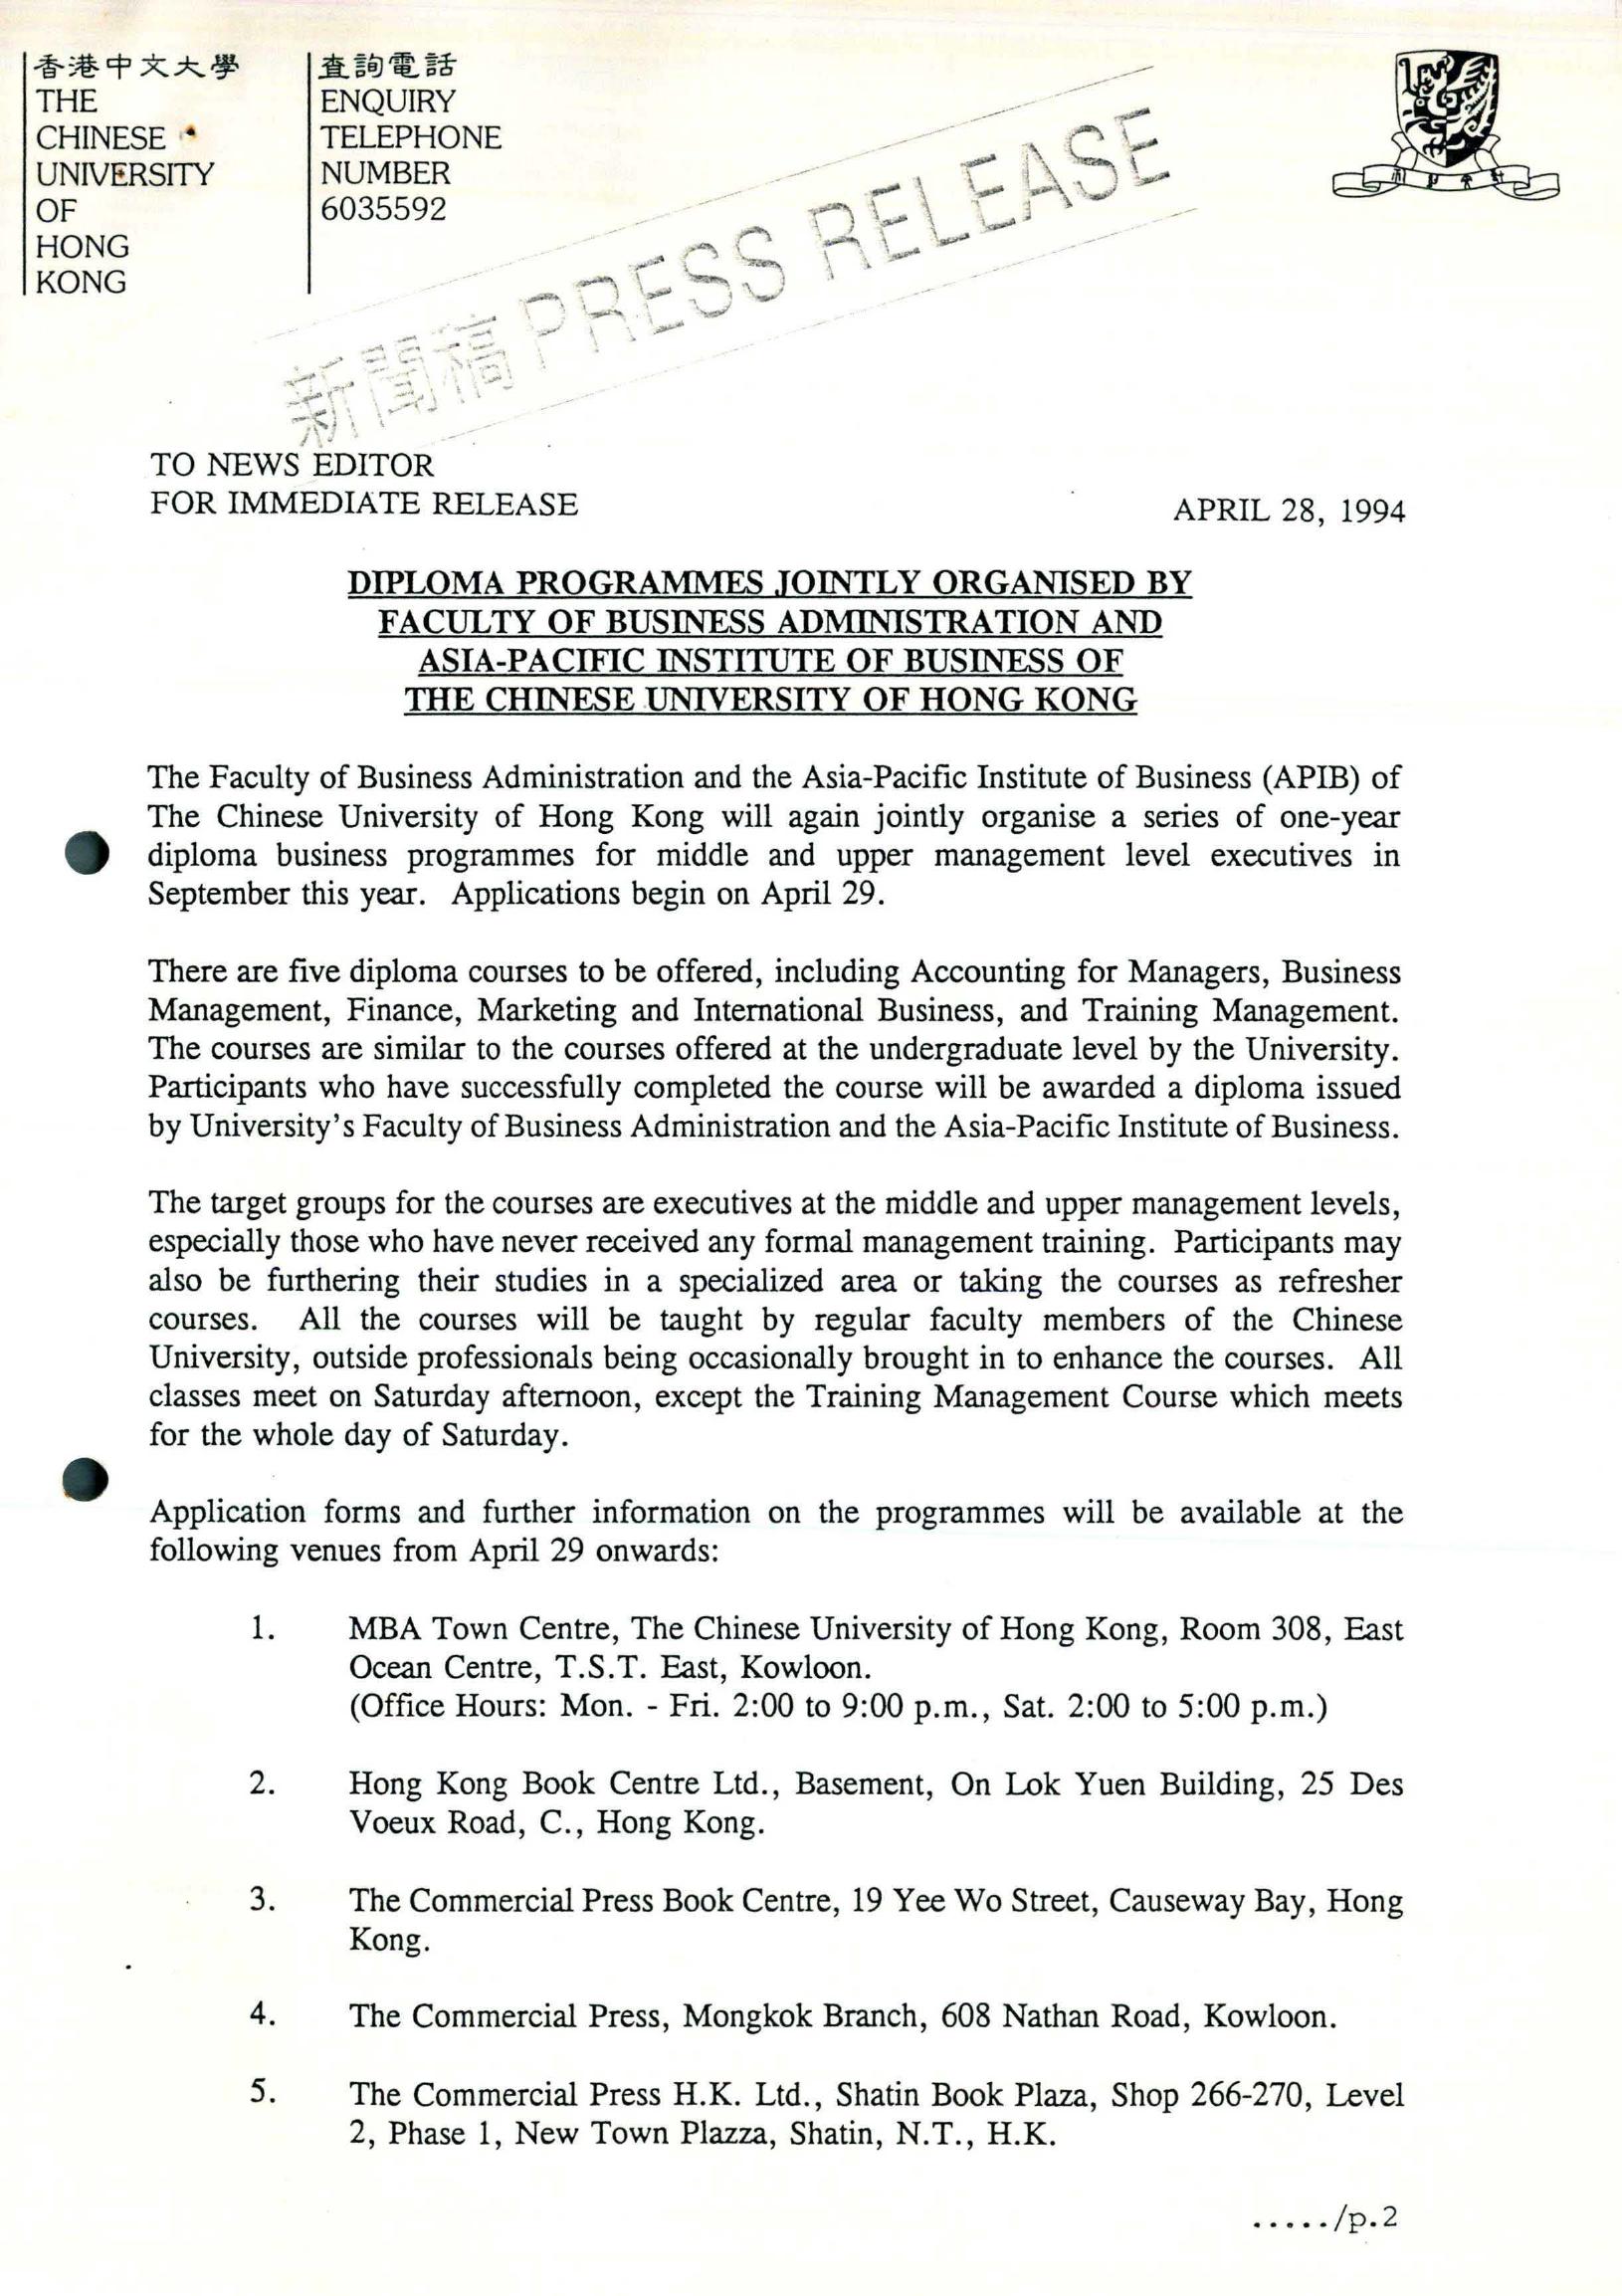 香港中文大學
THE
CHINESE
UNIVERSITY
OF
HONG
KONG
查詢電話
ENQUIRY
TELEPHONE
NUMBER
6035592
新聞稿 PRESS RELEASE
TO NEWS EDITOR
FOR IMMEDIATE RELEASE
APRIL 28, 1994
DIPLOMA PROGRAMMES JOINTLY ORGANISED BY
FACULTY OF BUSINESS ADMINISTRATION AND
ASIA-PACIFIC INSTITUTE OF BUSINESS OF
THE CHINESE UNIVERSITY OF HONG KONG
The Faculty of Business Administration and the Asia-Pacific Institute of Business (APIB) of
The Chinese University of Hong Kong will again jointly organise a series of one-year
diploma business programmes for middle and upper management level executives in
September this year. Applications begin on April 29.
There are five diploma courses to be offered, including Accounting for Managers, Business
Management, Finance, Marketing and International Business, and Training Management.
The courses are similar to the courses offered at the undergraduate level by the University.
Participants who have successfully completed the course will be awarded a diploma issued
by University's Faculty of Business Administration and the Asia-Pacific Institute of Business.
The target groups for the courses are executives at the middle and upper management levels,
especially those who have never received any formal management training. Participants may
also be furthering their studies in a specialized area or taking the courses as refresher
courses. All the courses will be taught by regular faculty members of the Chinese
University, outside professionals being occasionally brought in to enhance the courses. All
classes meet on Saturday afternoon, except the Training Management Course which meets
for the whole day of Saturday.
Application forms and further information on the programmes will be available at the
following venues from April 29 onwards:
1. MBA Town Centre, The Chinese University of Hong Kong, Room 308, East
Ocean Centre, T.S.T. East, Kowloon.
(Office Hours: Mon. - Fri. 2:00 to 9:00 p.m., Sat. 2:00 to 5:00 p.m.)
2. Hong Kong Book Centre Ltd., Basement, On Lok Yuen Building, 25 Des
Voeux Road, C., Hong Kong.
3. The Commercial Press Book Centre, 19 Yee Wo Street, Causeway Bay, Hong
Kong.
4. The Commercial Press, Mongkok Branch, 608 Nathan Road, Kowloon.
5. The Commercial Press H.K. Ltd., Shatin Book Plaza, Shop 266-270, Level
2, Phase 1, New Town Plazza, Shatin, N.T., H.K.
...../p.2